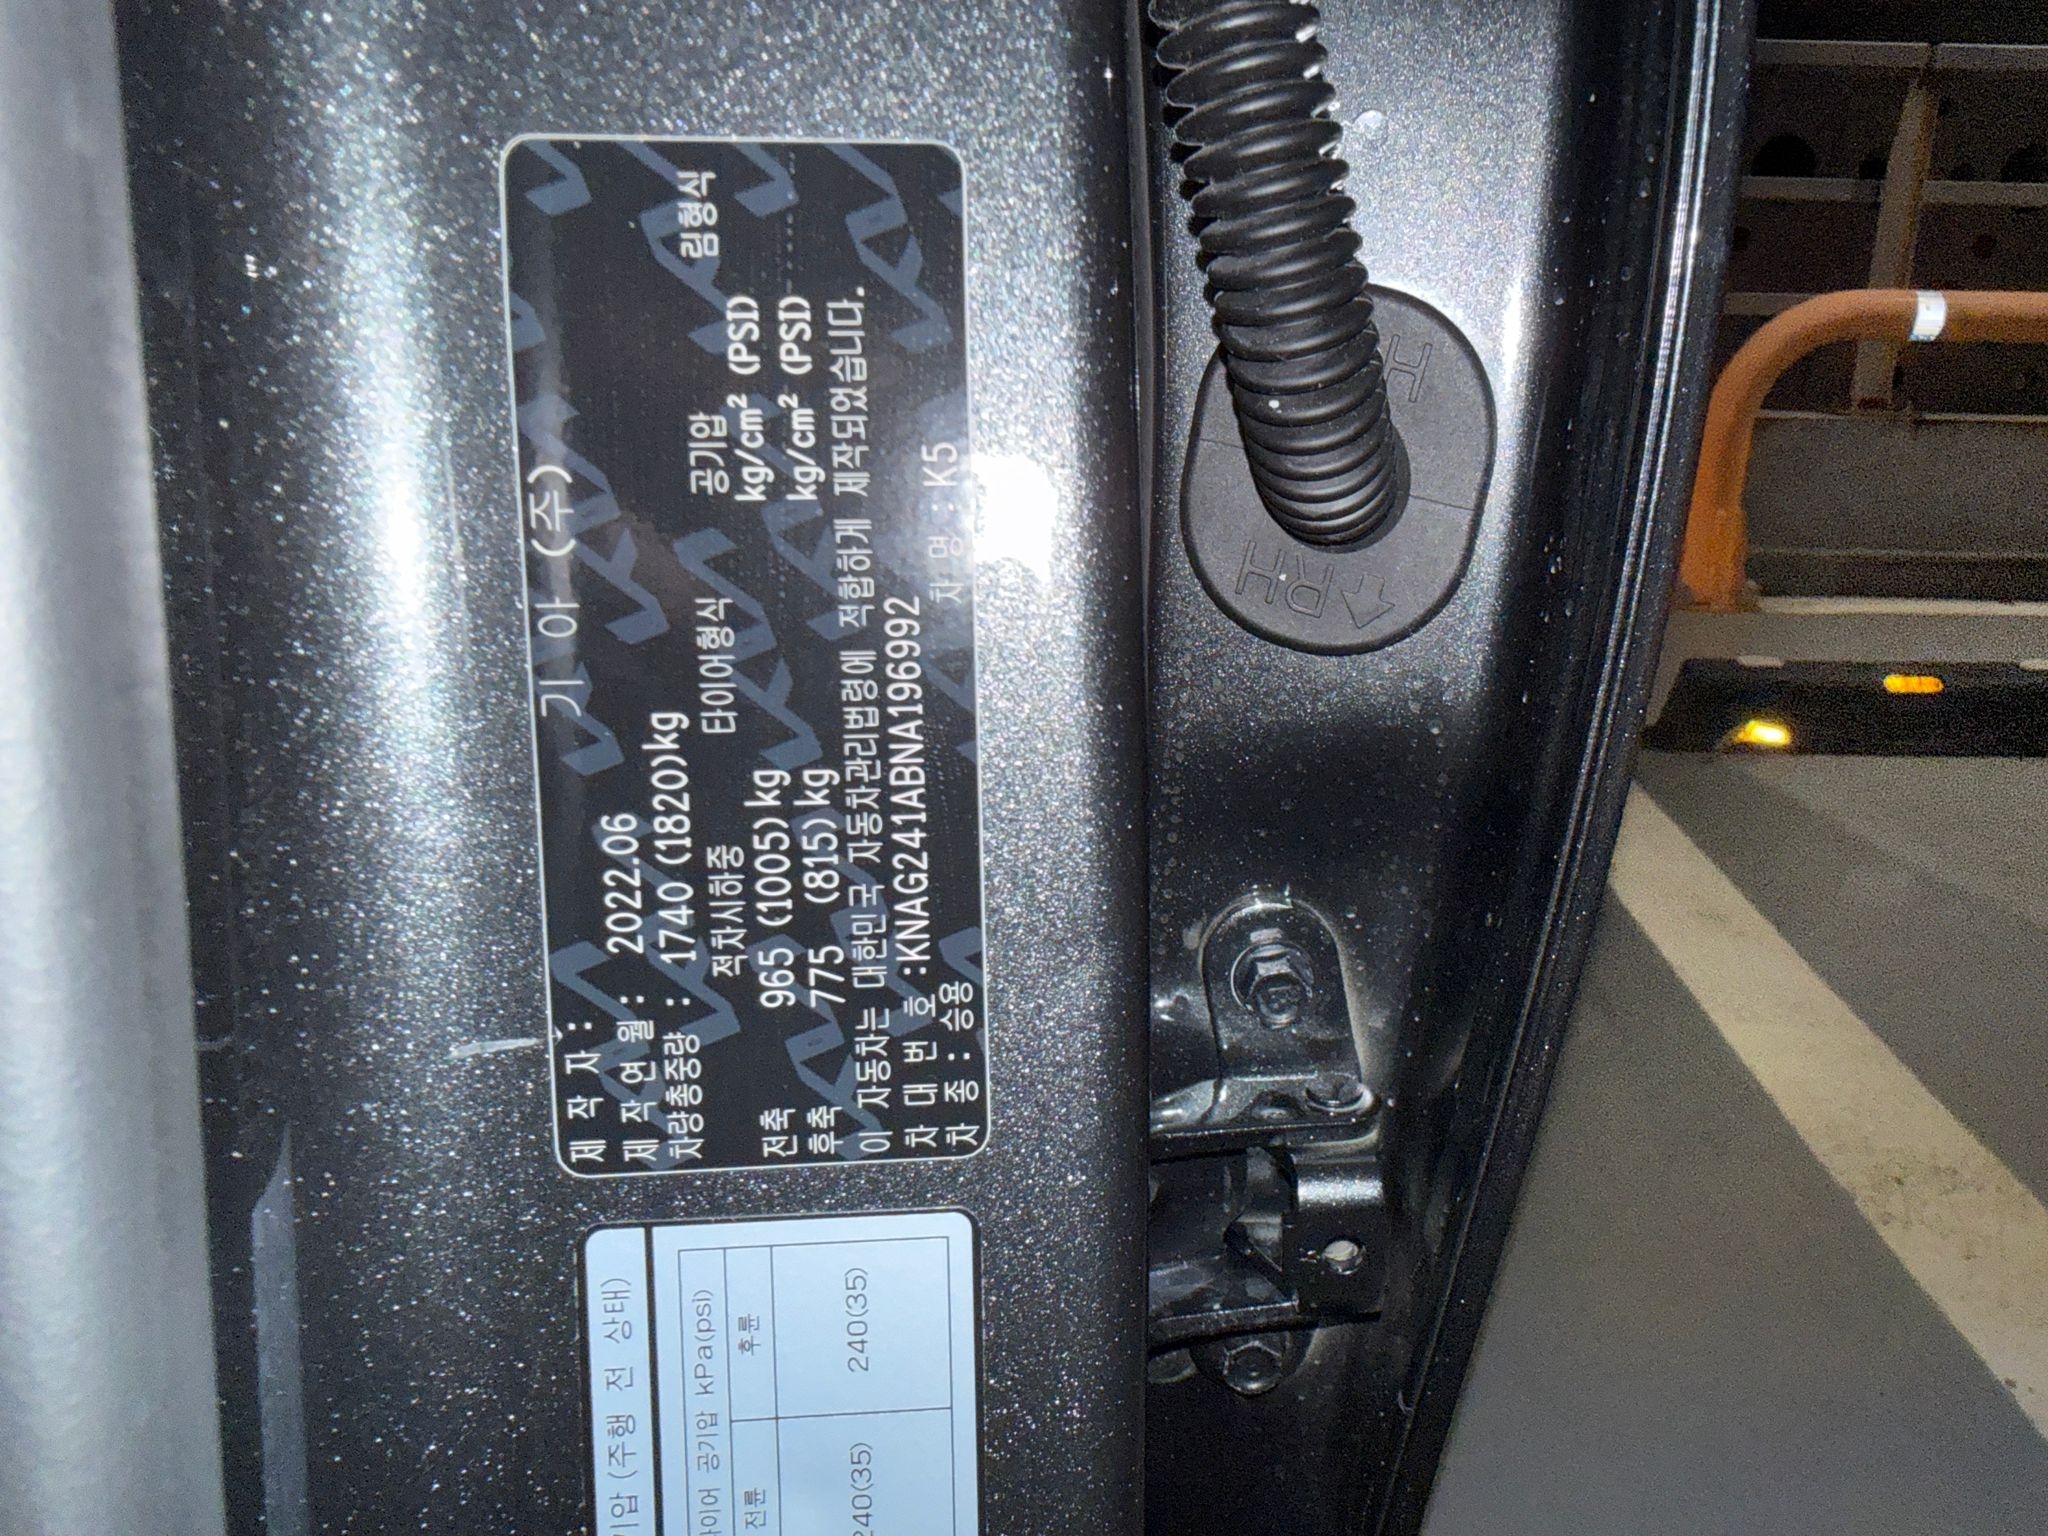 제 작 자 : 기 아 (주)
제 작 연 월 : 2022.06
차량총중량 : 1740 (1820)kg
적차시하중 타이어형식 공기압 림형식
전축 965 (1005)kg kg/cm² (PSI)
후축 775 (815)kg kg/cm² (PSI)
이 자동차는 대한민국 자동차관리법령에 적합하게 제작되었습니다.
차 대 번 호 :KNAG241ABNA196992
차 종 : 승용 차 명 : K5
기압 (주행 전 상태)
타이어 공기압 kPa(psi)
전륜 후륜
240(35) 240(35)
RH